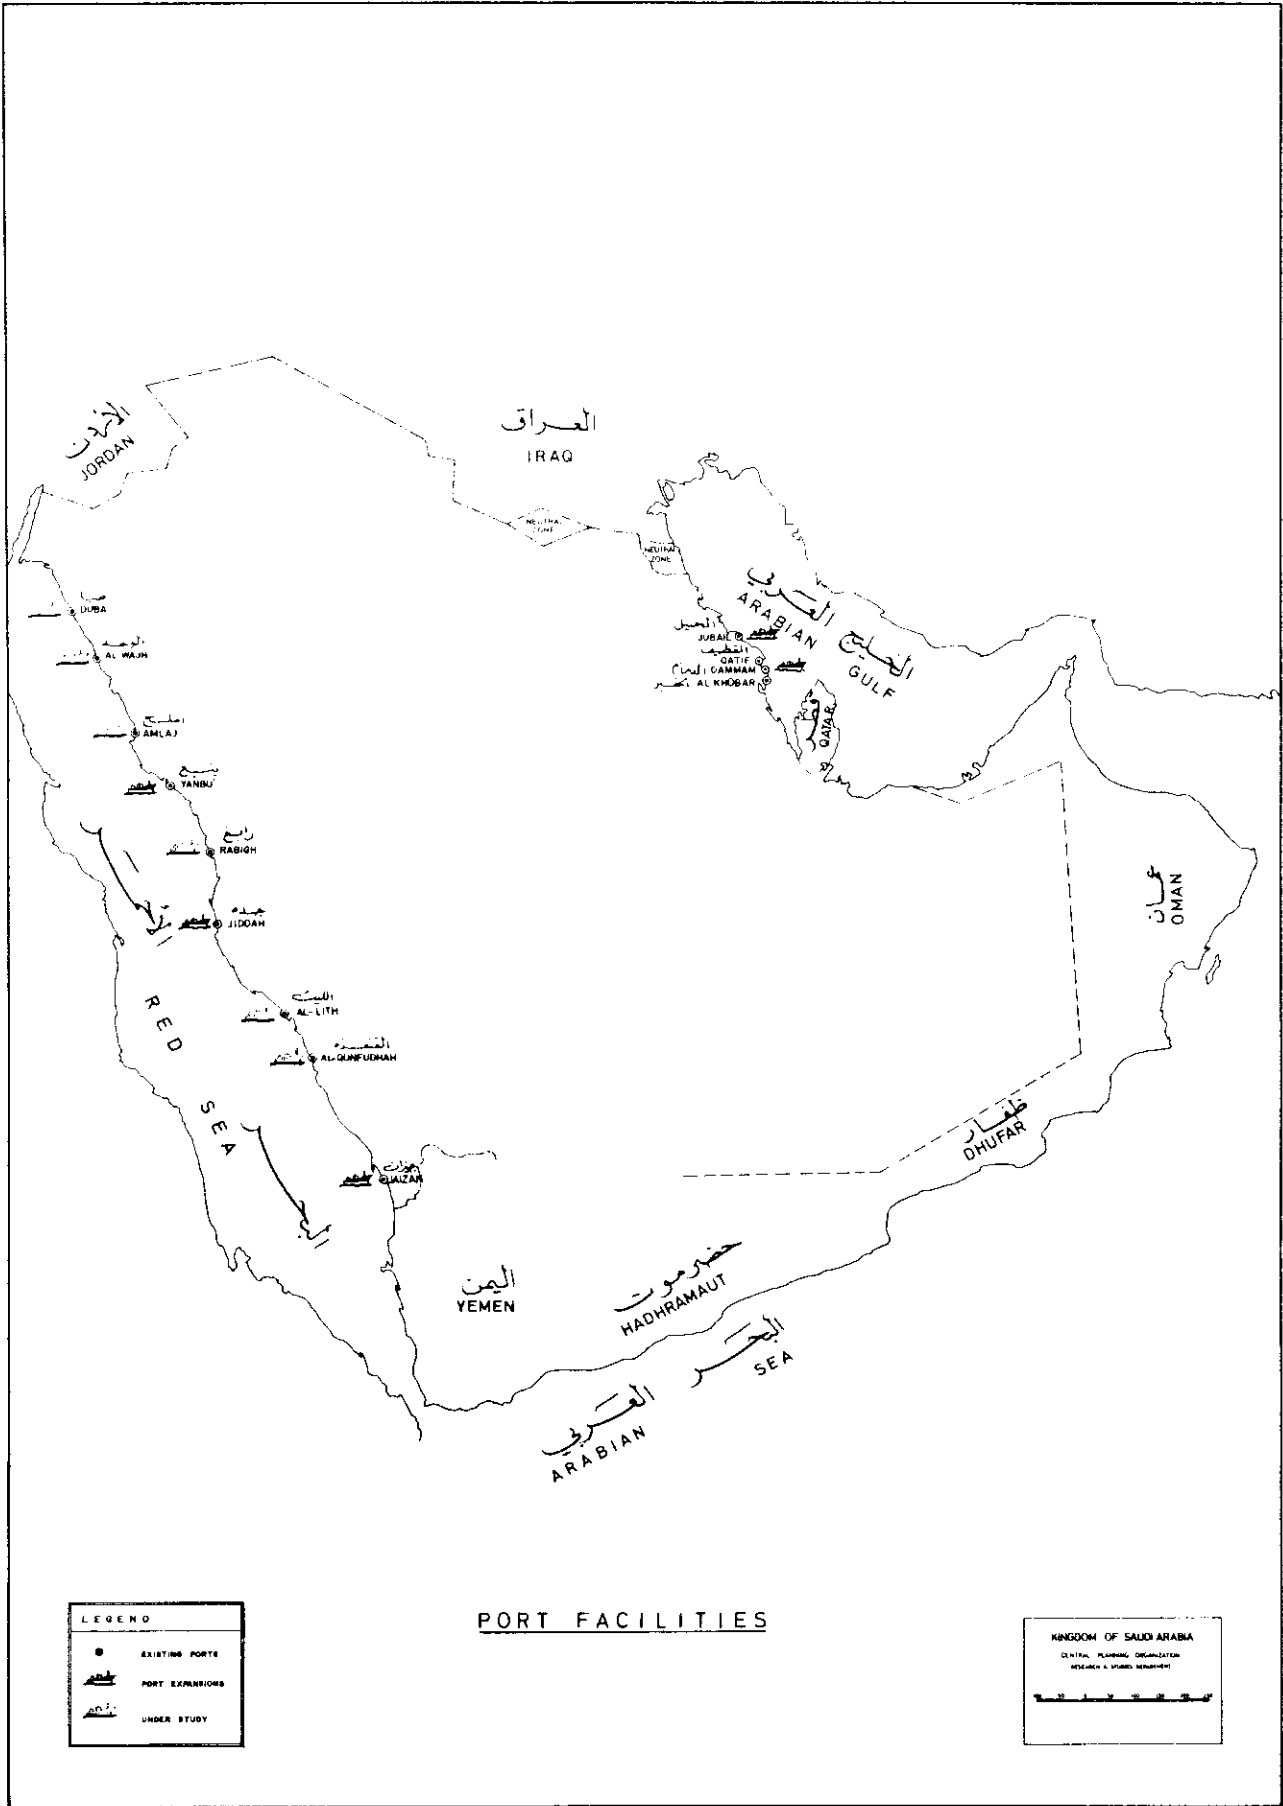 الأردن
JORDAN
العراق
IRAQ
NEUTRAL
ZONE
NEUTRAL
ZONE
الخليج العربي
ARABIAN
GULF
ضبا
DUBA
الوجه
AL WAJH
املج
AMLAJ
ينبع
YANBU
رابغ
RABIGH
جده
JIDDAH
الليث
AL-LITH
القنفذه
AL-QUNFUDHAH
جيزان
JAIZAN
الجبيل
JUBAIL
القطيف
QATIF
الدمام DAMMAM
الخبر AL KHOBAR
قطر
QATAR
عمان
OMAN
البحر
الأحمر
RED
SEA
ظفار
DHUFAR
اليمن
YEMEN
حضرموت
HADHRAMAUT
البحر
SEA
العربي
ARABIAN
PORT FACILITIES
LEGEND
EXISTING PORTS
PORT EXPANSIONS
UNDER STUDY
KINGDOM OF SAUDI ARABIA
CENTRAL PLANNING ORGANIZATION
RESEARCH & STUDIES DEPARTMENT